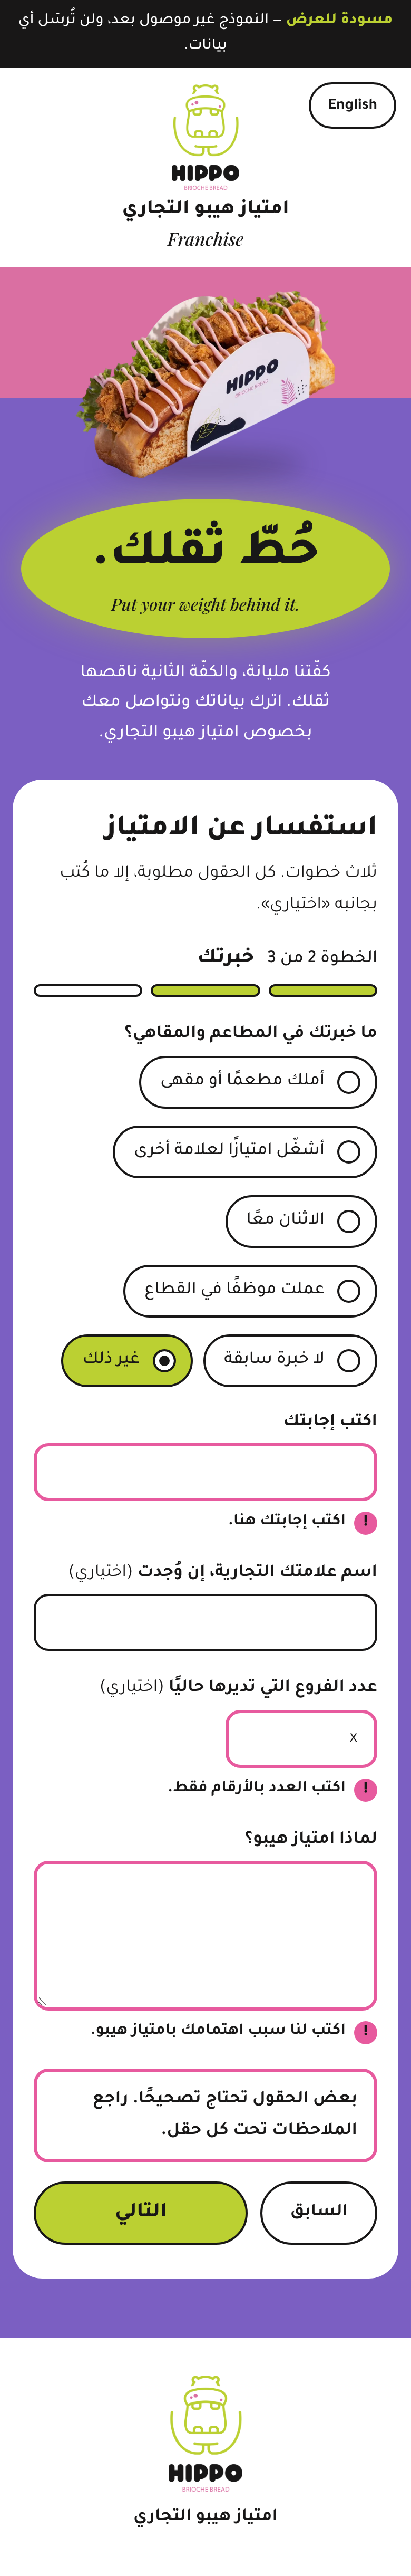 مسودة للعرض – النموذج غير موصول بعد، ولن تُرسَل أي
بيانات.
English
HIPPO
BRIOCHE BREAD
امتياز هيبو التجاري
Franchise
HIPPO
BRIOCHE BREAD
حُطّ ثقلك.
Put your weight behind it.
كفّتنا مليانة، والكفّة الثانية ناقصها
ثقلك. اترك بياناتك ونتواصل معك
بخصوص امتياز هيبو التجاري.
استفسار عن الامتياز
ثلاث خطوات. كل الحقول مطلوبة، إلا ما كُتب
بجانبه «اختياري».
الخطوة 2 من 3 خبرتك
ما خبرتك في المطاعم والمقاهي؟
أملك مطعمًا أو مقهى
أشغّل امتيازًا لعلامة أخرى
الاثنان معًا
عملت موظفًا في القطاع
لا خبرة سابقة
غير ذلك
اكتب إجابتك
! اكتب إجابتك هنا.
اسم علامتك التجارية، إن وُجدت (اختياري)
عدد الفروع التي تديرها حاليًا (اختياري)
x
! اكتب العدد بالأرقام فقط.
لماذا امتياز هيبو؟
! اكتب لنا سبب اهتمامك بامتياز هيبو.
بعض الحقول تحتاج تصحيحًا. راجع
الملاحظات تحت كل حقل.
السابق
التالي
HIPPO
BRIOCHE BREAD
امتياز هيبو التجاري